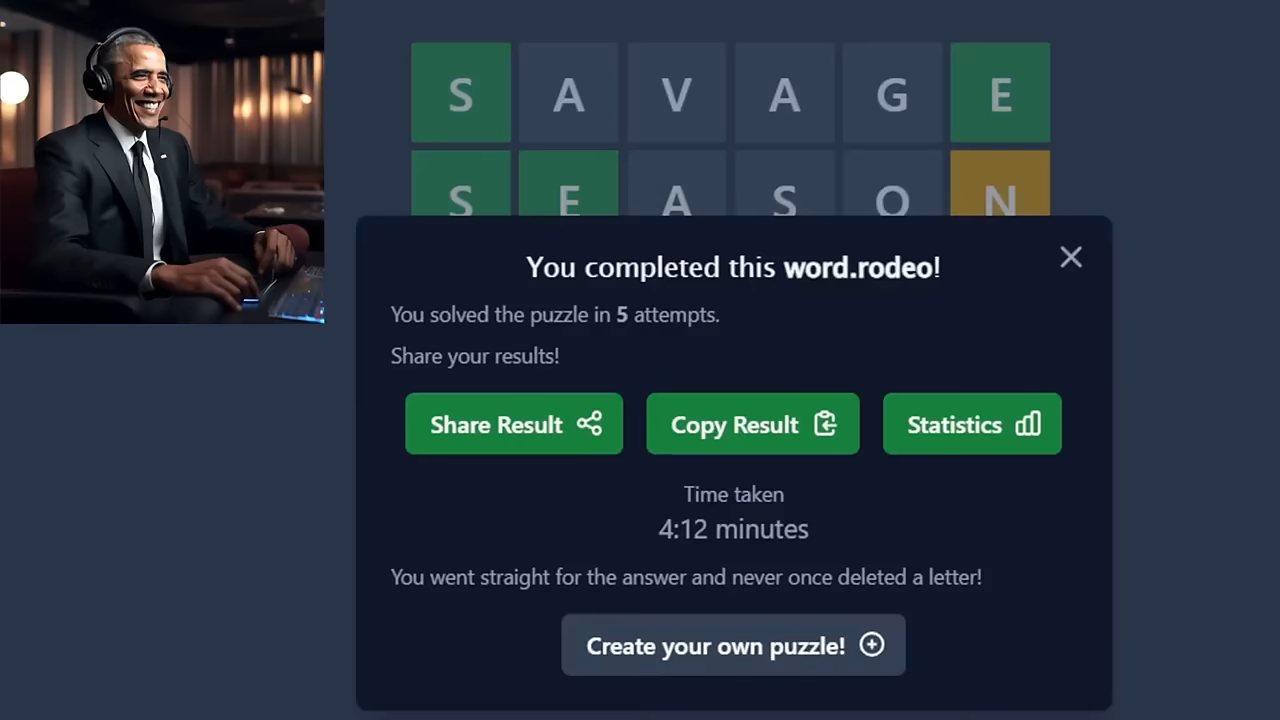 S A V A G E
S E A S O N
You completed this word.rodeo!
You solved the puzzle in 5 attempts.
Share your results!
Share Result Copy Result Statistics
Time taken
4:12 minutes
You went straight for the answer and never once deleted a letter!
Create your own puzzle!